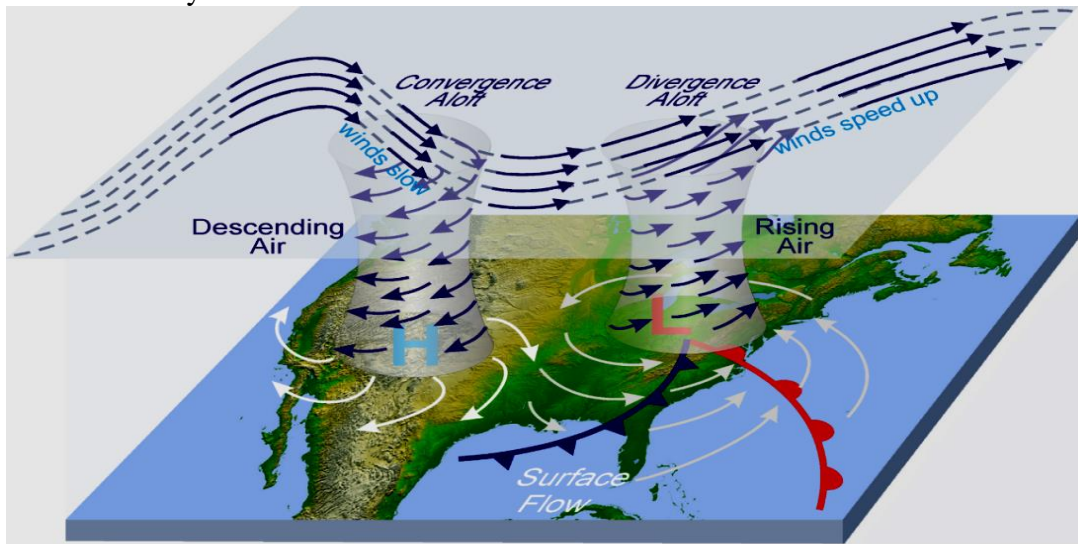 Convergence
Aloft
Divergence
Aloft
winds slow
winds speed up
Descending
Air
Rising
Air
H
L
Surface
Flow